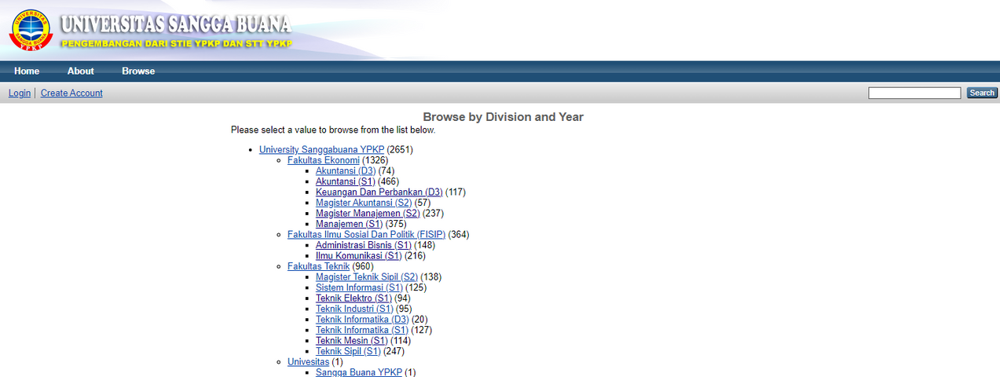 UNIVERSITAS SANGGA BUANA
PENGEMBANGAN DARI STIE YPKP DAN STT YPKP
UNIVERSITAS
SANGGA BUANA
YPKP
Home About Browse
Login Create Account Search
Browse by Division and Year
Please select a value to browse from the list below.
University Sanggabuana YPKP (2651)
Fakultas Ekonomi (1326)
Akuntansi (D3) (74)
Akuntansi (S1) (466)
Keuangan Dan Perbankan (D3) (117)
Magister Akuntansi (S2) (57)
Magister Manajemen (S2) (237)
Manajemen (S1) (375)
Fakultas Ilmu Sosial Dan Politik (FISIP) (364)
Administrasi Bisnis (S1) (148)
Ilmu Komunikasi (S1) (216)
Fakultas Teknik (960)
Magister Teknik Sipil (S2) (138)
Sistem Informasi (S1) (125)
Teknik Elektro (S1) (94)
Teknik Industri (S1) (95)
Teknik Informatika (D3) (20)
Teknik Informatika (S1) (127)
Teknik Mesin (S1) (114)
Teknik Sipil (S1) (247)
Univesitas (1)
Sangga Buana YPKP (1)